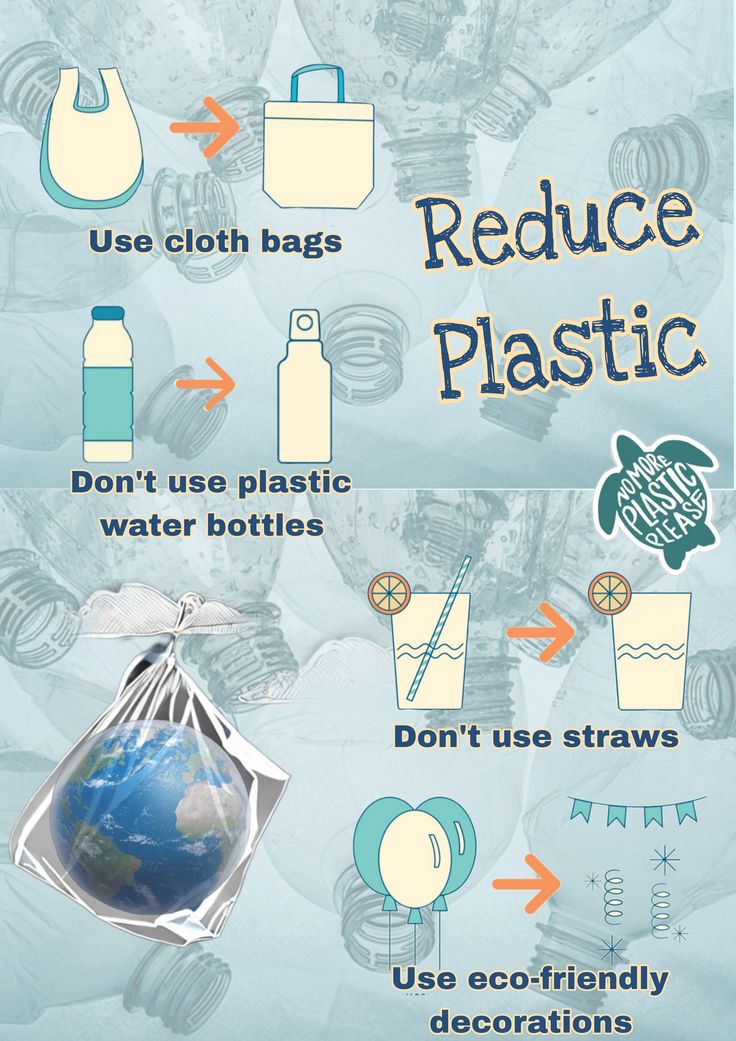 Use cloth bags
Reduce
Plastic
Don't use plastic
water bottles
NO MORE
PLASTIC
PLEASE
Don't use straws
Use eco-friendly
decorations